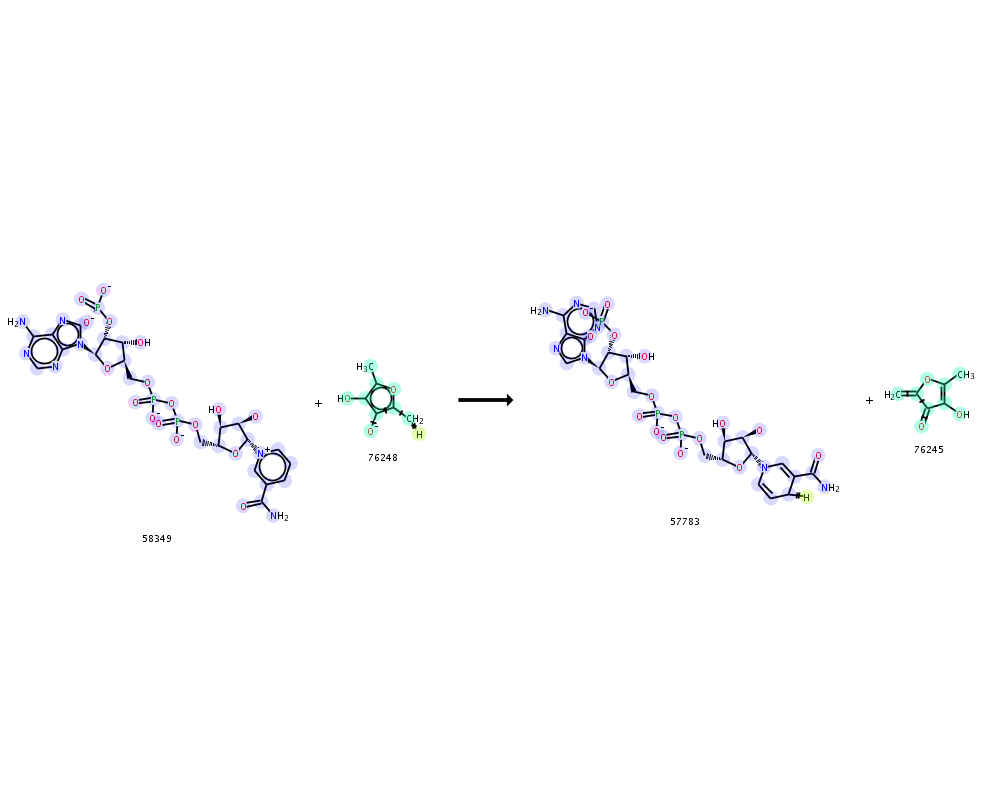 O O⁻ P O H₂N N O⁻ N N N O OH O O P O O⁻ O P O⁻ O HO O O N⁺ O NH₂
58349
+
H₃C O HO O⁻ CH₂ H
76248
O O⁻ P O H₂N N N N N O OH O O P O O⁻ O P O⁻ O HO O O N O NH₂ H
57783
+
O CH₃ H₂C O OH
76245